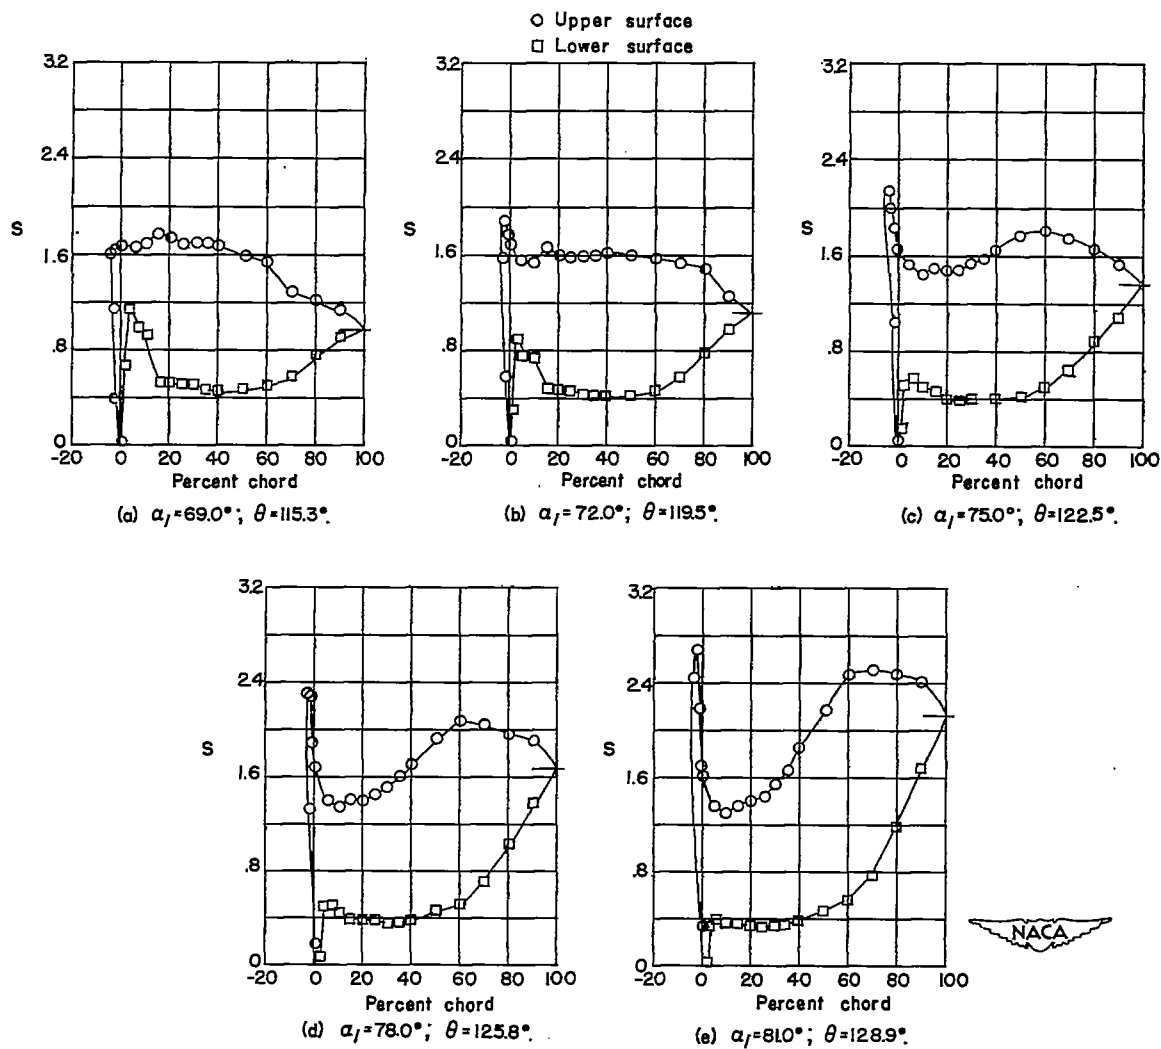 Upper surface
Lower surface
3.2
2.4
S
1.6
.8
0
-20 0 20 40 60 80 100
Percent chord
(a) α₁=69.0°; θ=115.3°.
3.2
2.4
S
1.6
.8
0
-20 0 20 40 60 80 100
Percent chord
(b) α₁=72.0°; θ=119.5°.
3.2
2.4
S
1.6
.8
0
-20 0 20 40 60 80 100
Percent chord
(c) α₁=75.0°; θ=122.5°.
3.2
2.4
S
1.6
.8
0
-20 0 20 40 60 80 100
Percent chord
(d) α₁=78.0°; θ=125.8°.
3.2
2.4
S
1.6
.8
0
-20 0 20 40 60 80 100
Percent chord
(e) α₁=81.0°; θ=128.9°.
NACA